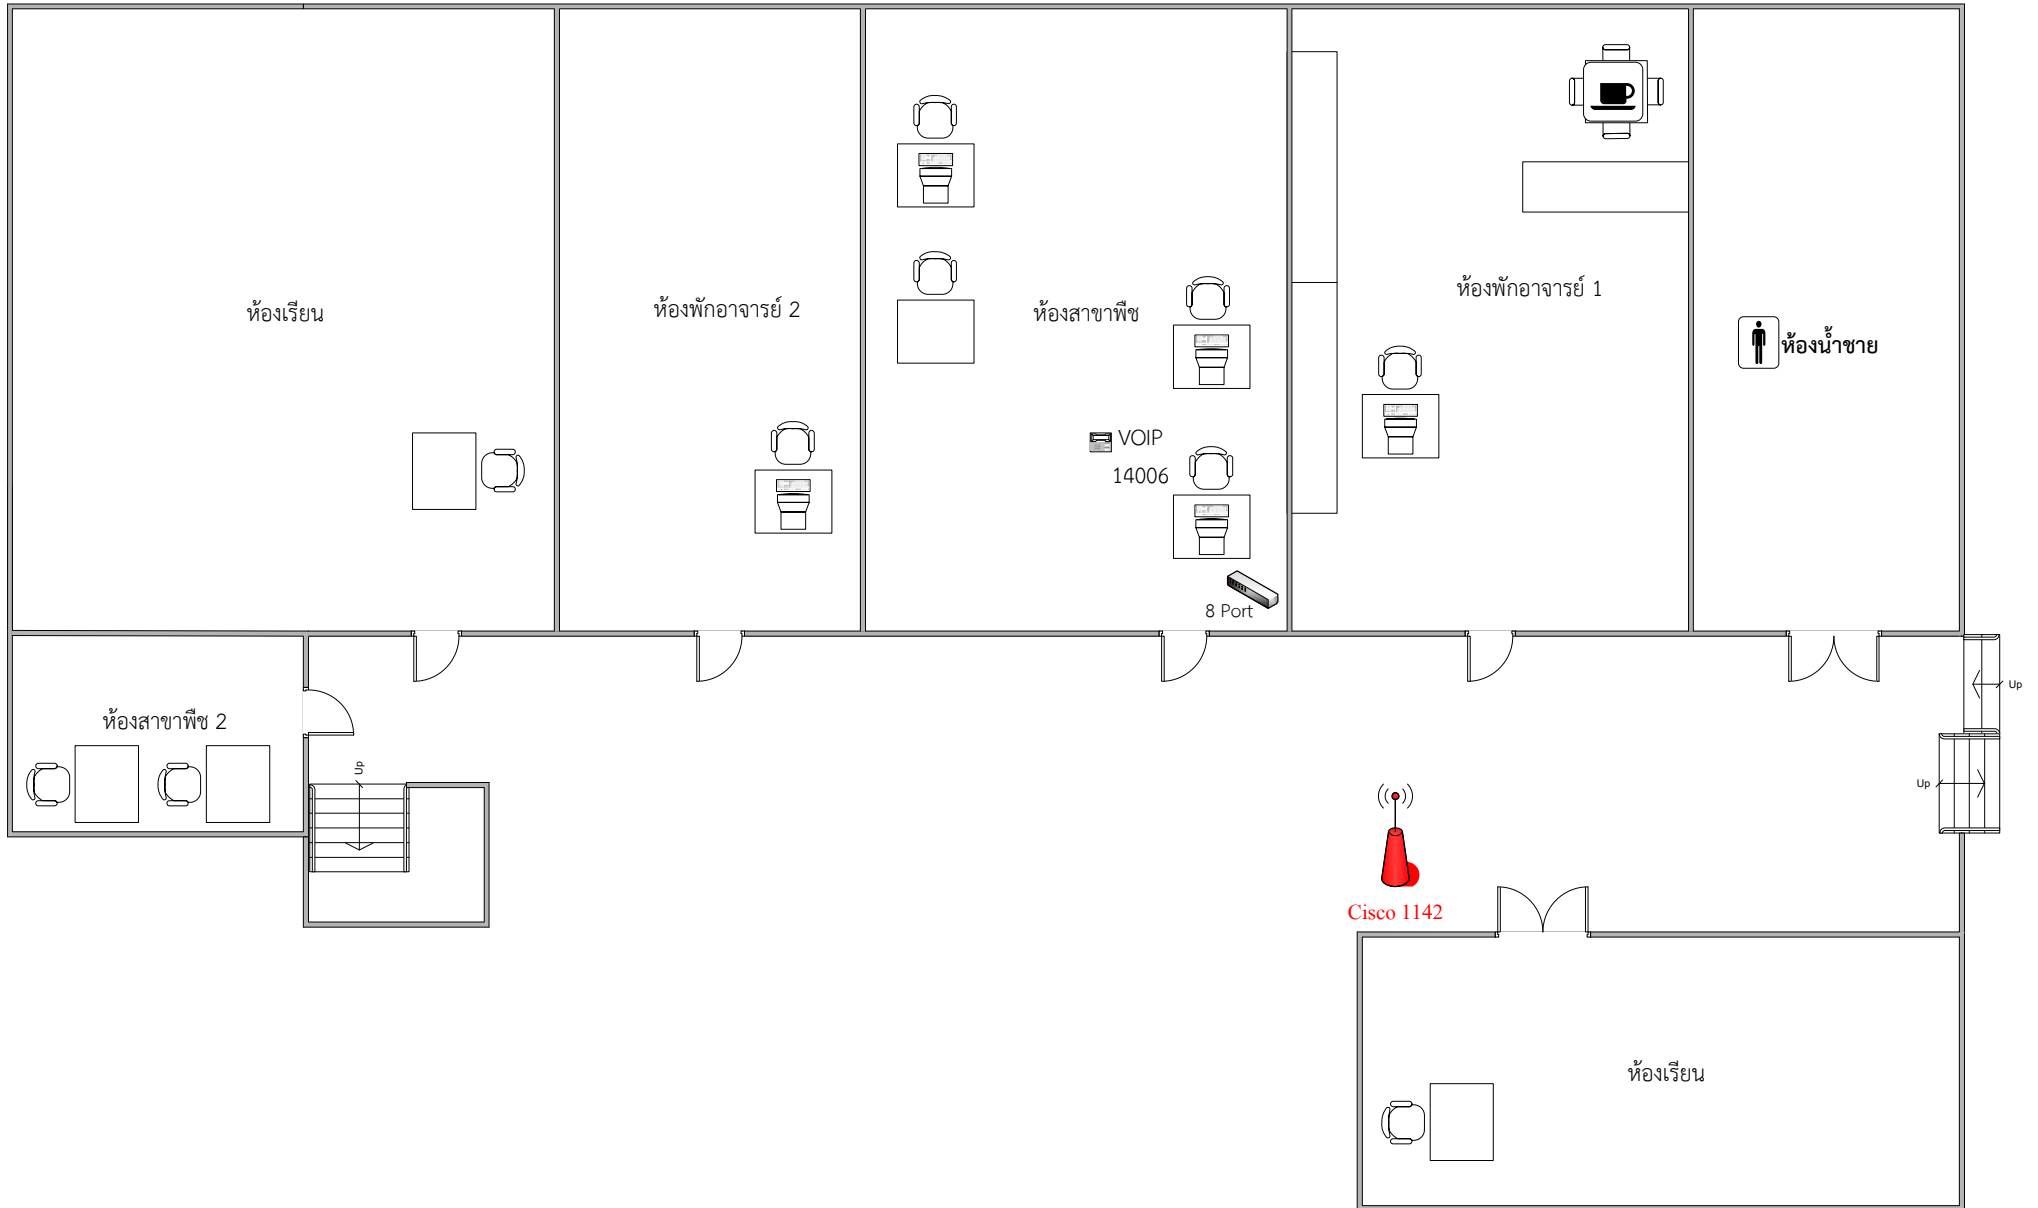 ห้องเรียน
ห้องพักอาจารย์ 2
ห้องสาขาพืช
ห้องพักอาจารย์ 1
ห้องน้ำชาย
VOIP
14006
8 Port
ห้องสาขาพืช 2
Up
Up
Up
Cisco 1142
ห้องเรียน